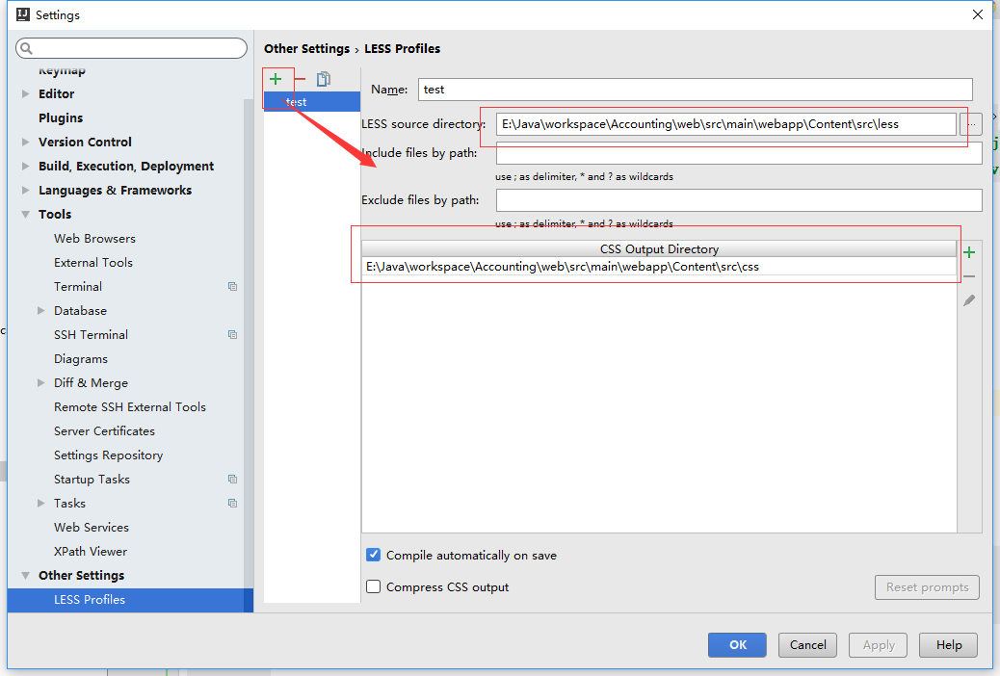 Settings
Keymap
Editor
Plugins
Version Control
Build, Execution, Deployment
Languages & Frameworks
Tools
Web Browsers
External Tools
Terminal
Database
SSH Terminal
Diagrams
Diff & Merge
Remote SSH External Tools
Server Certificates
Settings Repository
Startup Tasks
Tasks
Web Services
XPath Viewer
Other Settings
LESS Profiles
Other Settings › LESS Profiles
test
Name: test
LESS source directory: E:\Java\workspace\Accounting\web\src\main\webapp\Content\src\less ...
Include files by path:
use ; as delimiter, * and ? as wildcards
Exclude files by path:
use ; as delimiter, * and ? as wildcards
CSS Output Directory
E:\Java\workspace\Accounting\web\src\main\webapp\Content\src\css
Compile automatically on save
Compress CSS output
Reset prompts
OK Cancel Apply Help